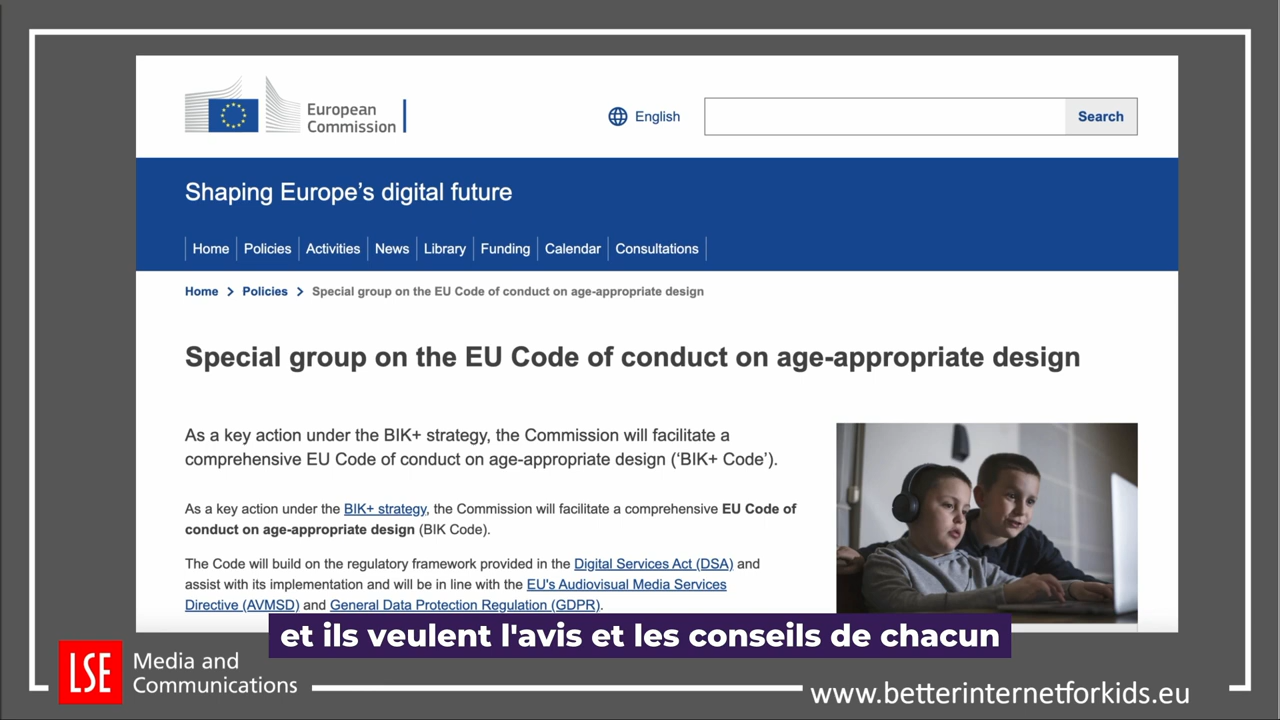 European
Commission
English
Search
Shaping Europe's digital future
Home Policies Activities News Library Funding Calendar Consultations
Home > Policies > Special group on the EU Code of conduct on age-appropriate design
Special group on the EU Code of conduct on age-appropriate design
As a key action under the BIK+ strategy, the Commission will facilitate a
comprehensive EU Code of conduct on age-appropriate design (‘BIK+ Code’).
As a key action under the BIK+ strategy, the Commission will facilitate a comprehensive EU Code of
conduct on age-appropriate design (BIK Code).
The Code will build on the regulatory framework provided in the Digital Services Act (DSA) and
assist with its implementation and will be in line with the EU's Audiovisual Media Services
Directive (AVMSD) and General Data Protection Regulation (GDPR).
et ils veulent l'avis et les conseils de chacun
LSE
Media and
Communications
www.betterinternetforkids.eu